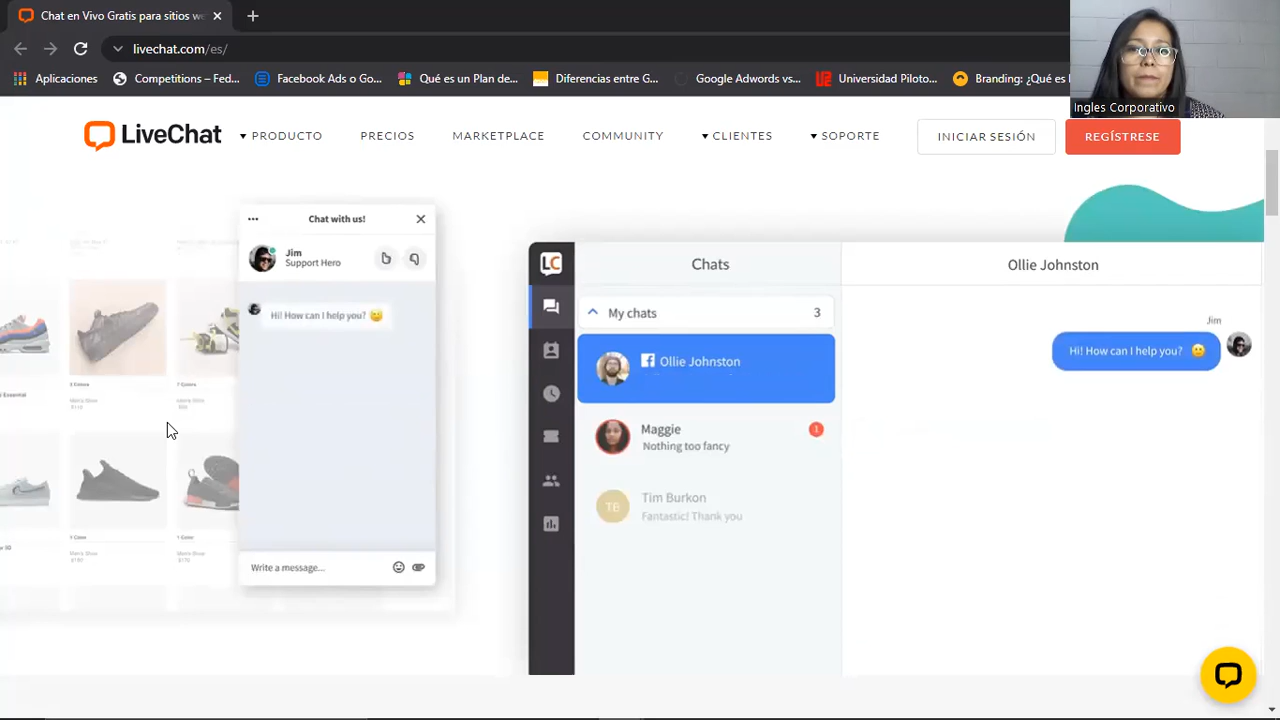 Chat en Vivo Gratis para sitios we
livechat.com/es/
Aplicaciones
Competitions – Fed...
Facebook Ads o Go...
Qué es Marketing e...
Diferencias entre G...
Google Adwords vs...
Universidad Piloto...
Branding: ¿Qué es
Ingles Corporativo
LiveChat
PRODUCTO
PRECIOS
MARKETPLACE
COMMUNITY
CLIENTES
SOPORTE
INICIAR SESIÓN
REGÍSTRESE
Chat with us!
Jim
Support Hero
Hi! How can I help you?
Write a message...
LC
Chats
My chats 3
Ollie Johnston
Maggie 1
Nothing too fancy
TB
Tim Burkon
Fantastic! Thank you
Ollie Johnston
Jim
Hi! How can I help you?